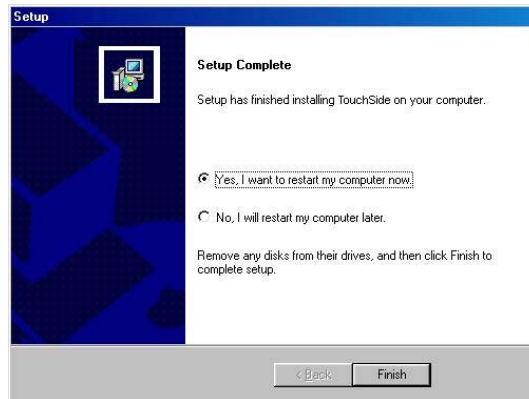 Setup
Setup Complete
Setup has finished installing TouchSide on your computer.
Yes, I want to restart my computer now.
No, I will restart my computer later.
Remove any disks from their drives, and then click Finish to
complete setup.
< Back
Finish